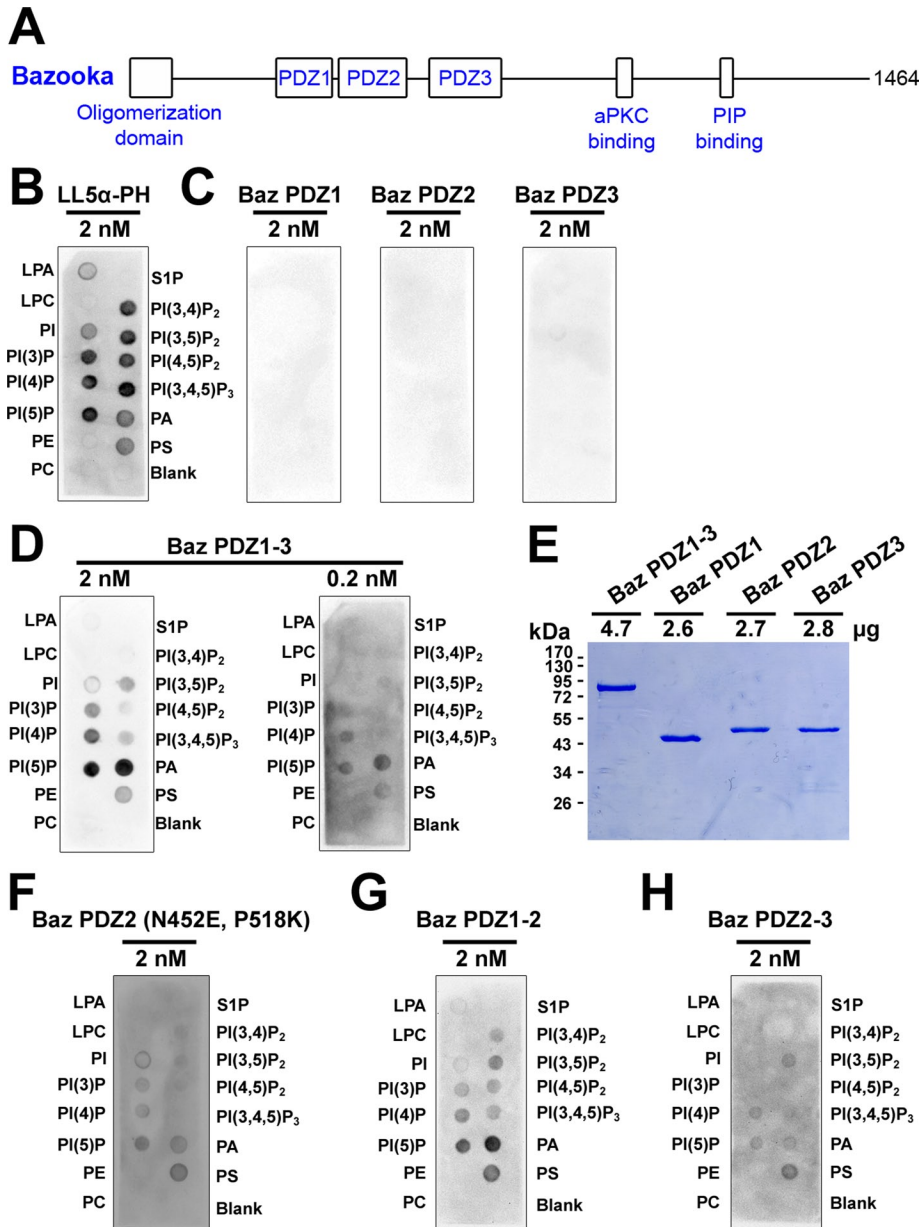 A
Bazooka
PDZ1 PDZ2 PDZ3
1464
Oligomerization
domain
aPKC
binding
PIP
binding
B
LL5α-PH
2 nM
LPA
LPC
PI
PI(3)P
PI(4)P
PI(5)P
PE
PC
S1P
PI(3,4)P₂
PI(3,5)P₂
PI(4,5)P₂
PI(3,4,5)P₃
PA
PS
Blank
C
Baz PDZ1 Baz PDZ2 Baz PDZ3
2 nM 2 nM 2 nM
D
Baz PDZ1-3
2 nM 0.2 nM
LPA
LPC
PI
PI(3)P
PI(4)P
PI(5)P
PE
PC
S1P
PI(3,4)P₂
PI(3,5)P₂
PI(4,5)P₂
PI(3,4,5)P₃
PA
PS
Blank
LPA
LPC
PI
PI(3)P
PI(4)P
PI(5)P
PE
PC
S1P
PI(3,4)P₂
PI(3,5)P₂
PI(4,5)P₂
PI(3,4,5)P₃
PA
PS
Blank
E
Baz PDZ1-3
Baz PDZ1
Baz PDZ2
Baz PDZ3
kDa 4.7 2.6 2.7 2.8 µg
170 -
130 -
95 -
72 -
55 -
43 -
34 -
26 -
F
Baz PDZ2 (N452E, P518K)
2 nM
LPA
LPC
PI
PI(3)P
PI(4)P
PI(5)P
PE
PC
S1P
PI(3,4)P₂
PI(3,5)P₂
PI(4,5)P₂
PI(3,4,5)P₃
PA
PS
Blank
G
Baz PDZ1-2
2 nM
LPA
LPC
PI
PI(3)P
PI(4)P
PI(5)P
PE
PC
S1P
PI(3,4)P₂
PI(3,5)P₂
PI(4,5)P₂
PI(3,4,5)P₃
PA
PS
Blank
H
Baz PDZ2-3
2 nM
LPA
LPC
PI
PI(3)P
PI(4)P
PI(5)P
PE
PC
S1P
PI(3,4)P₂
PI(3,5)P₂
PI(4,5)P₂
PI(3,4,5)P₃
PA
PS
Blank